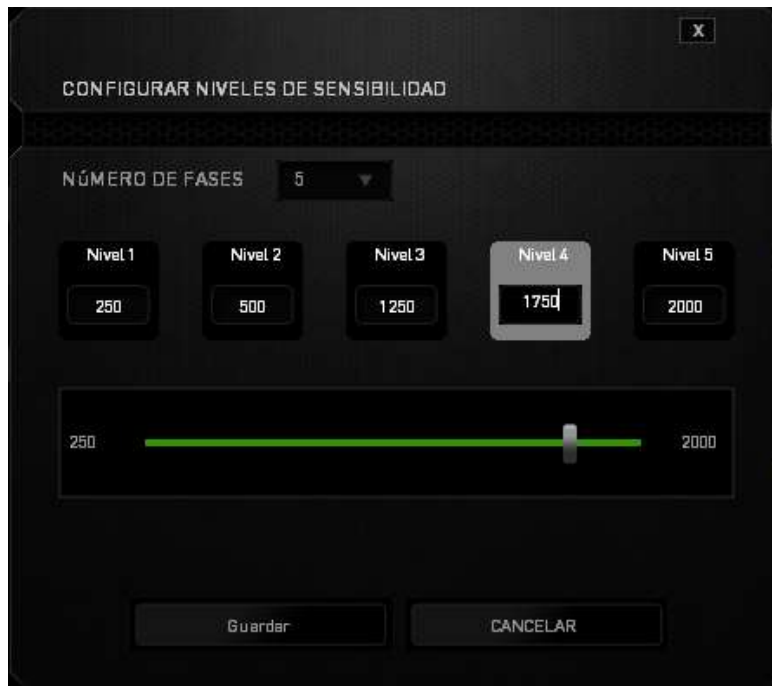 X
CONFIGURAR NIVELES DE SENSIBILIDAD
NúMERO DE FASES 5
Nivel 1 Nivel 2 Nivel 3 Nivel 4 Nivel 5
250 500 1250 1750 2000
250 2000
Guardar CANCELAR